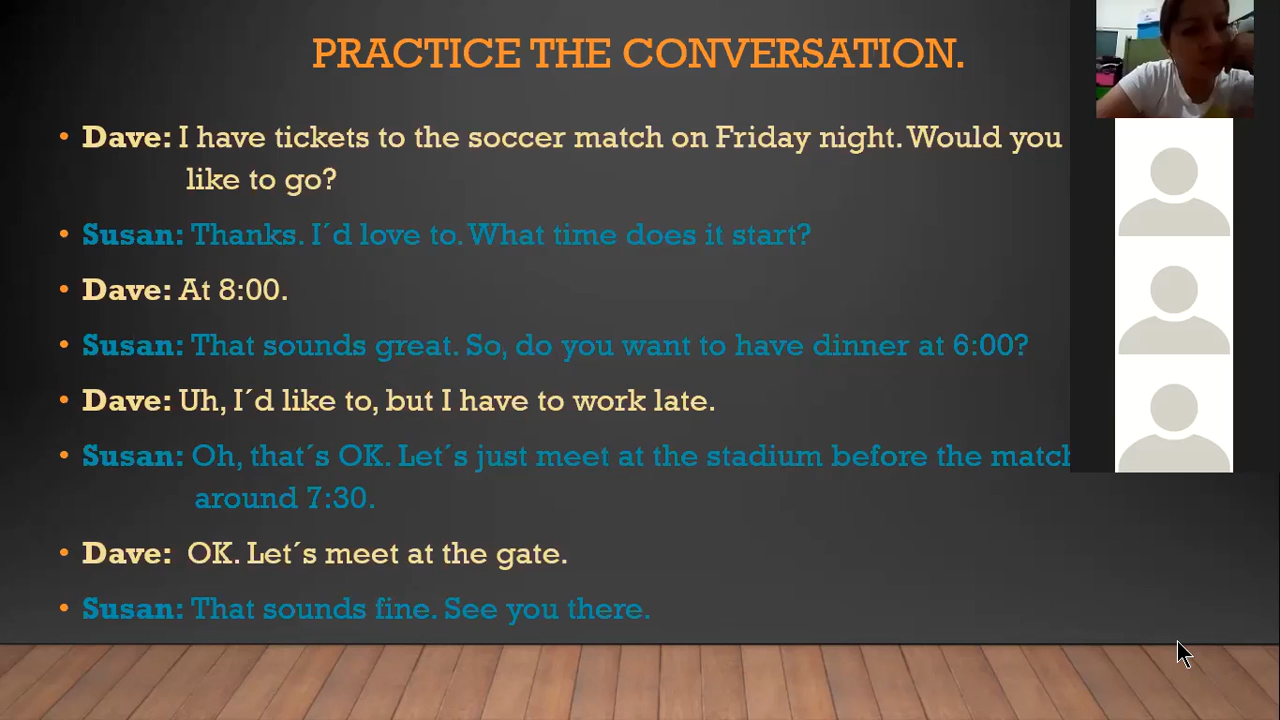 PRACTICE THE CONVERSATION.
• Dave: I have tickets to the soccer match on Friday night. Would you
like to go?
• Susan: Thanks. I´d love to. What time does it start?
• Dave: At 8:00.
• Susan: That sounds great. So, do you want to have dinner at 6:00?
• Dave: Uh, I´d like to, but I have to work late.
• Susan: Oh, that´s OK. Let´s just meet at the stadium before the match
around 7:30.
• Dave: OK. Let´s meet at the gate.
• Susan: That sounds fine. See you there.